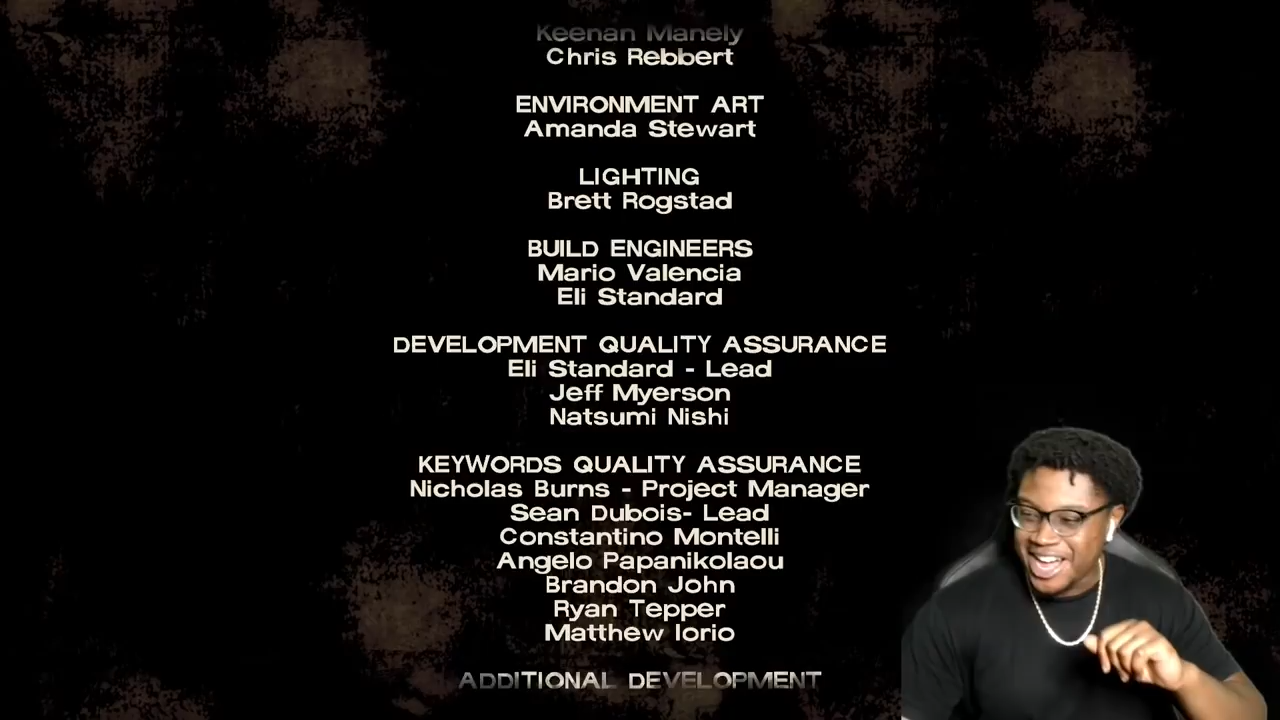 Keenan Manely
Chris Rebbert
ENVIRONMENT ART
Amanda Stewart
LIGHTING
Brett Rogstad
BUILD ENGINEERS
Mario Valencia
Eli Standard
DEVELOPMENT QUALITY ASSURANCE
Eli Standard - Lead
Jeff Myerson
Natsumi Nishi
KEYWORDS QUALITY ASSURANCE
Nicholas Burns - Project Manager
Sean Dubois- Lead
Constantino Montelli
Angelo Papanikolaou
Brandon John
Ryan Tepper
Matthew Iorio
ADDITIONAL DEVELOPMENT